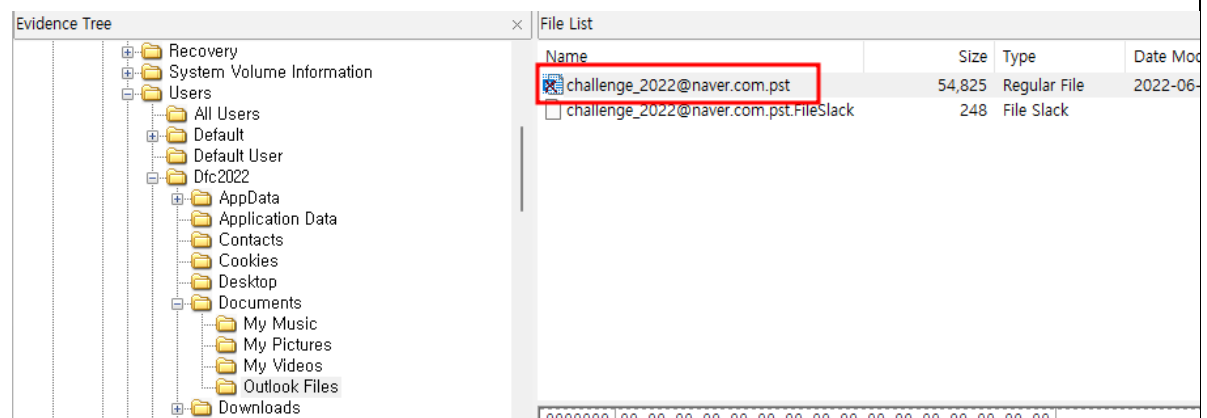 Evidence Tree
Recovery
System Volume Information
Users
All Users
Default
Default User
Dfc2022
AppData
Application Data
Contacts
Cookies
Desktop
Documents
My Music
My Pictures
My Videos
Outlook Files
Downloads
File List
Name Size Type Date Moc
challenge_2022@naver.com.pst 54,825 Regular File 2022-06-
challenge_2022@naver.com.pst.FileSlack 248 File Slack